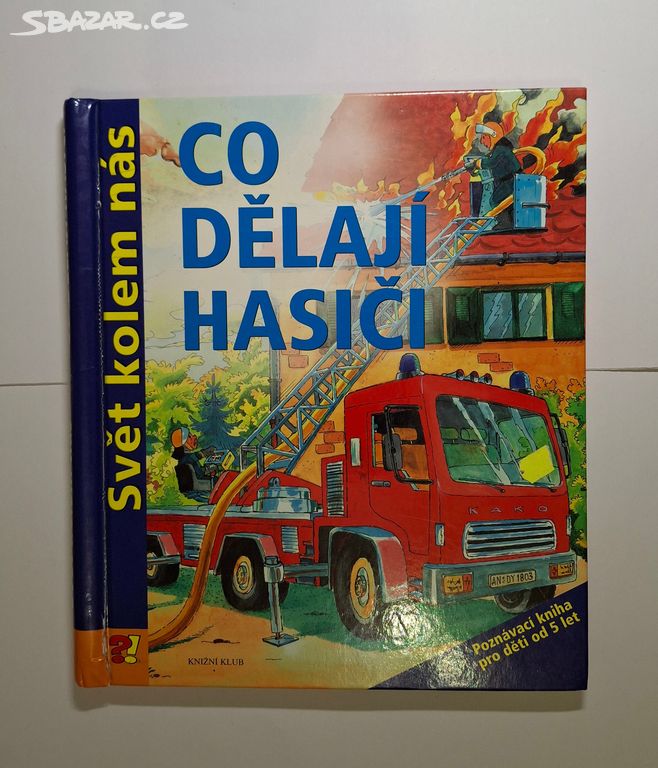 SBAZAR.CZ
Svět kolem nás
CO
DĚLAJÍ
HASIČI
KAKO
AN DY 1803
Poznávací kniha
pro děti od 5 let
?!
KNIŽNÍ KLUB